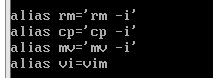 alias rm='rm -i'
alias cp='cp -i'
alias mv='mv -i'
alias vi=vim